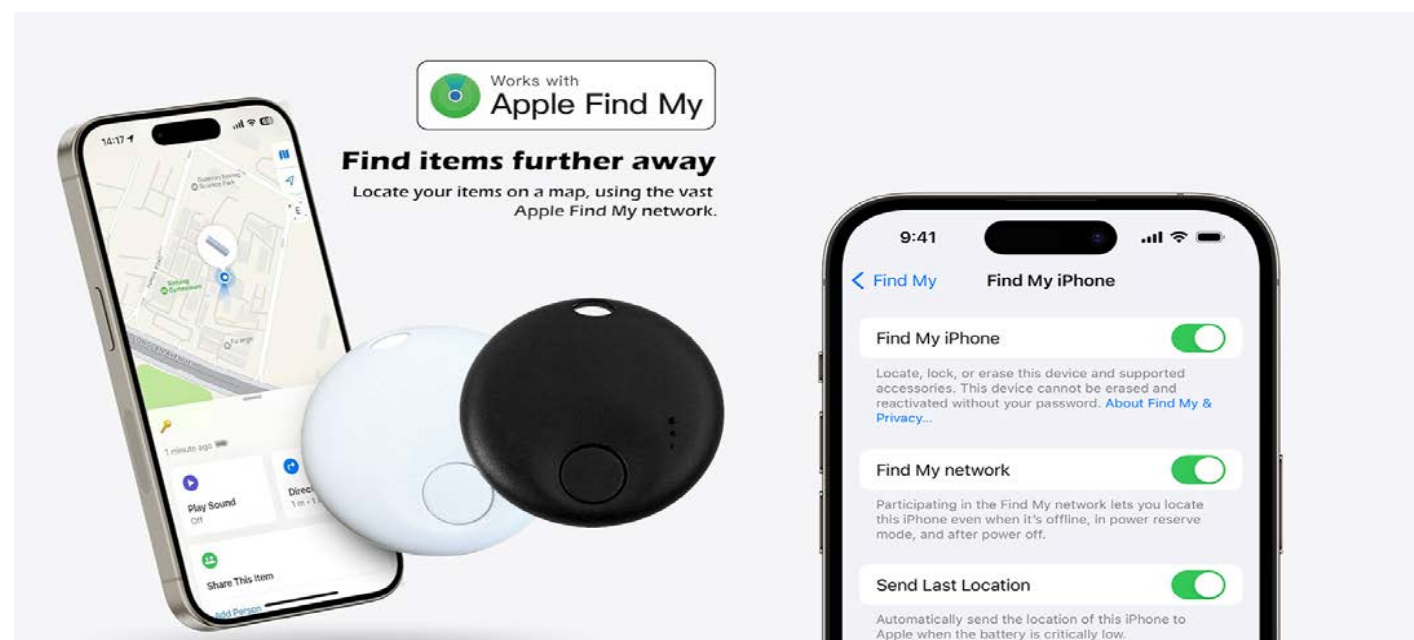 Works with
Apple Find My
Find items further away
Locate your items on a map, using the vast
Apple Find My network.
14:17
Science Park
E
1 minute ago
Play Sound
Off
Direc
1 m • 1
Share This Item
Add Person
9:41
Find My
Find My iPhone
Find My iPhone
Locate, lock, or erase this device and supported
accessories. This device cannot be erased and
reactivated without your password. About Find My &
Privacy...
Find My network
Participating in the Find My network lets you locate
this iPhone even when it's offline, in power reserve
mode, and after power off.
Send Last Location
Automatically send the location of this iPhone to
Apple when the battery is critically low.